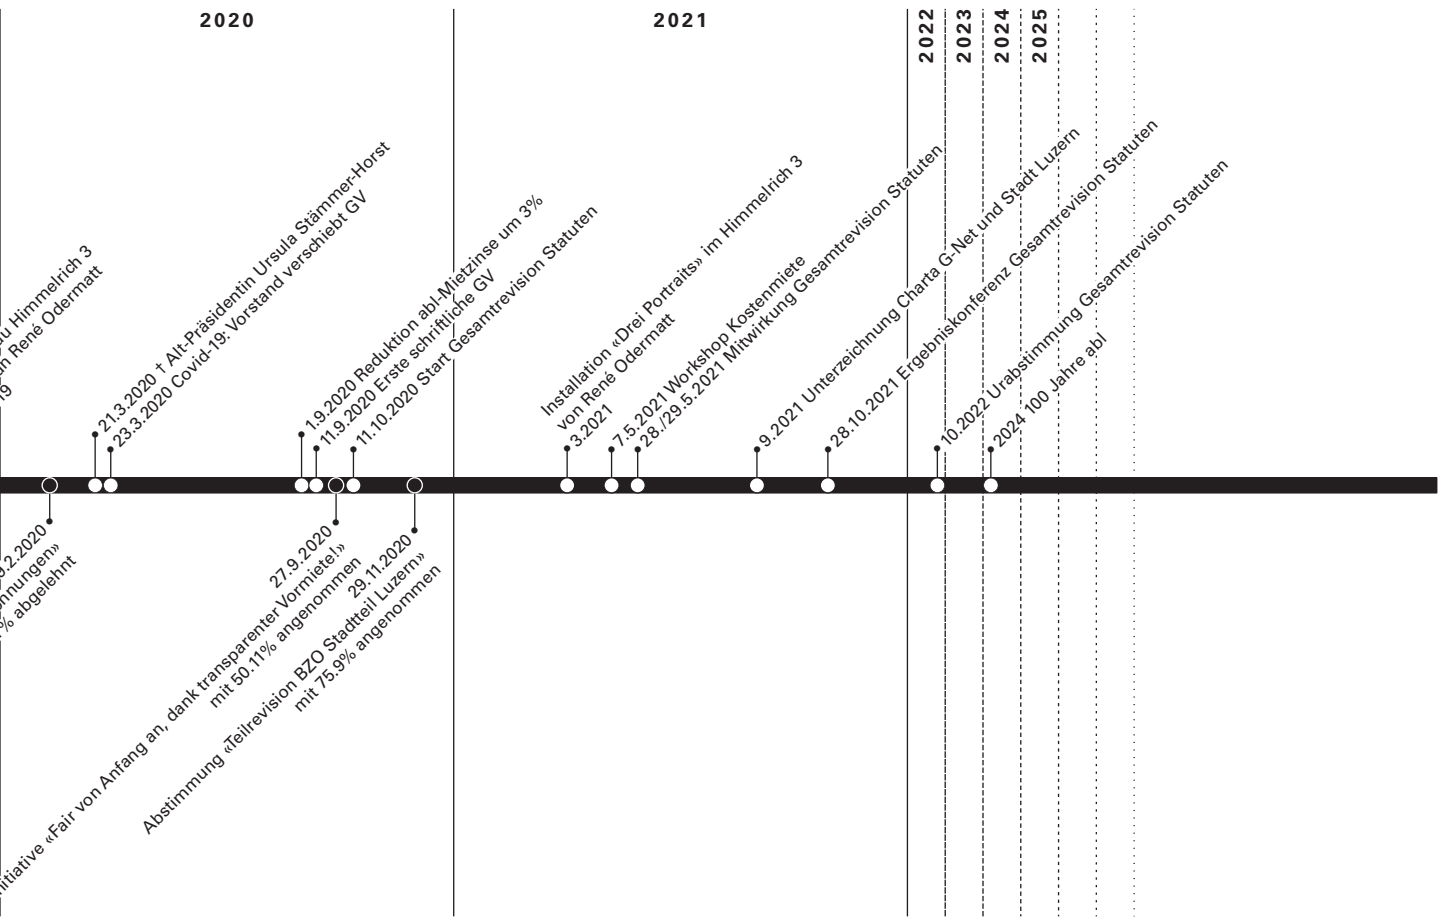 2020
2021
2022
2023
2024
2025
Himmelrich 3
René Odermatt
21.3.2020 † Alt-Präsidentin Ursula Stämmer-Horst
23.3.2020 Covid-19: Vorstand verschiebt GV
1.9.2020 Reduktion abl-Mietzinse um 3%
11.9.2020 Erste schriftliche GV
11.10.2020 Start Gesamtrevision Statuten
Installation «Drei Portraits» im Himmelrich 3
von René Odermatt
3.2021
7.5.2021 Workshop Kostenmiete
28./29.5.2021 Mitwirkung Gesamtrevision Statuten
9.2021 Unterzeichnung Charta G-Net und Stadt Luzern
28.10.2021 Ergebiskonferenz Gesamtrevision Statuten
10.2022 Urabstimmung Gesamtrevision Statuten
2024 100 Jahre abl
.2.2020
% abgelehnt
27.9.2020
«Fair von Anfang an, dank transparenter Vormiete!»
mit 50.11% angenommen
29.11.2020
Abstimmung «Teilrevision BZO Stadtteil Luzern»
mit 75.9% angenommen